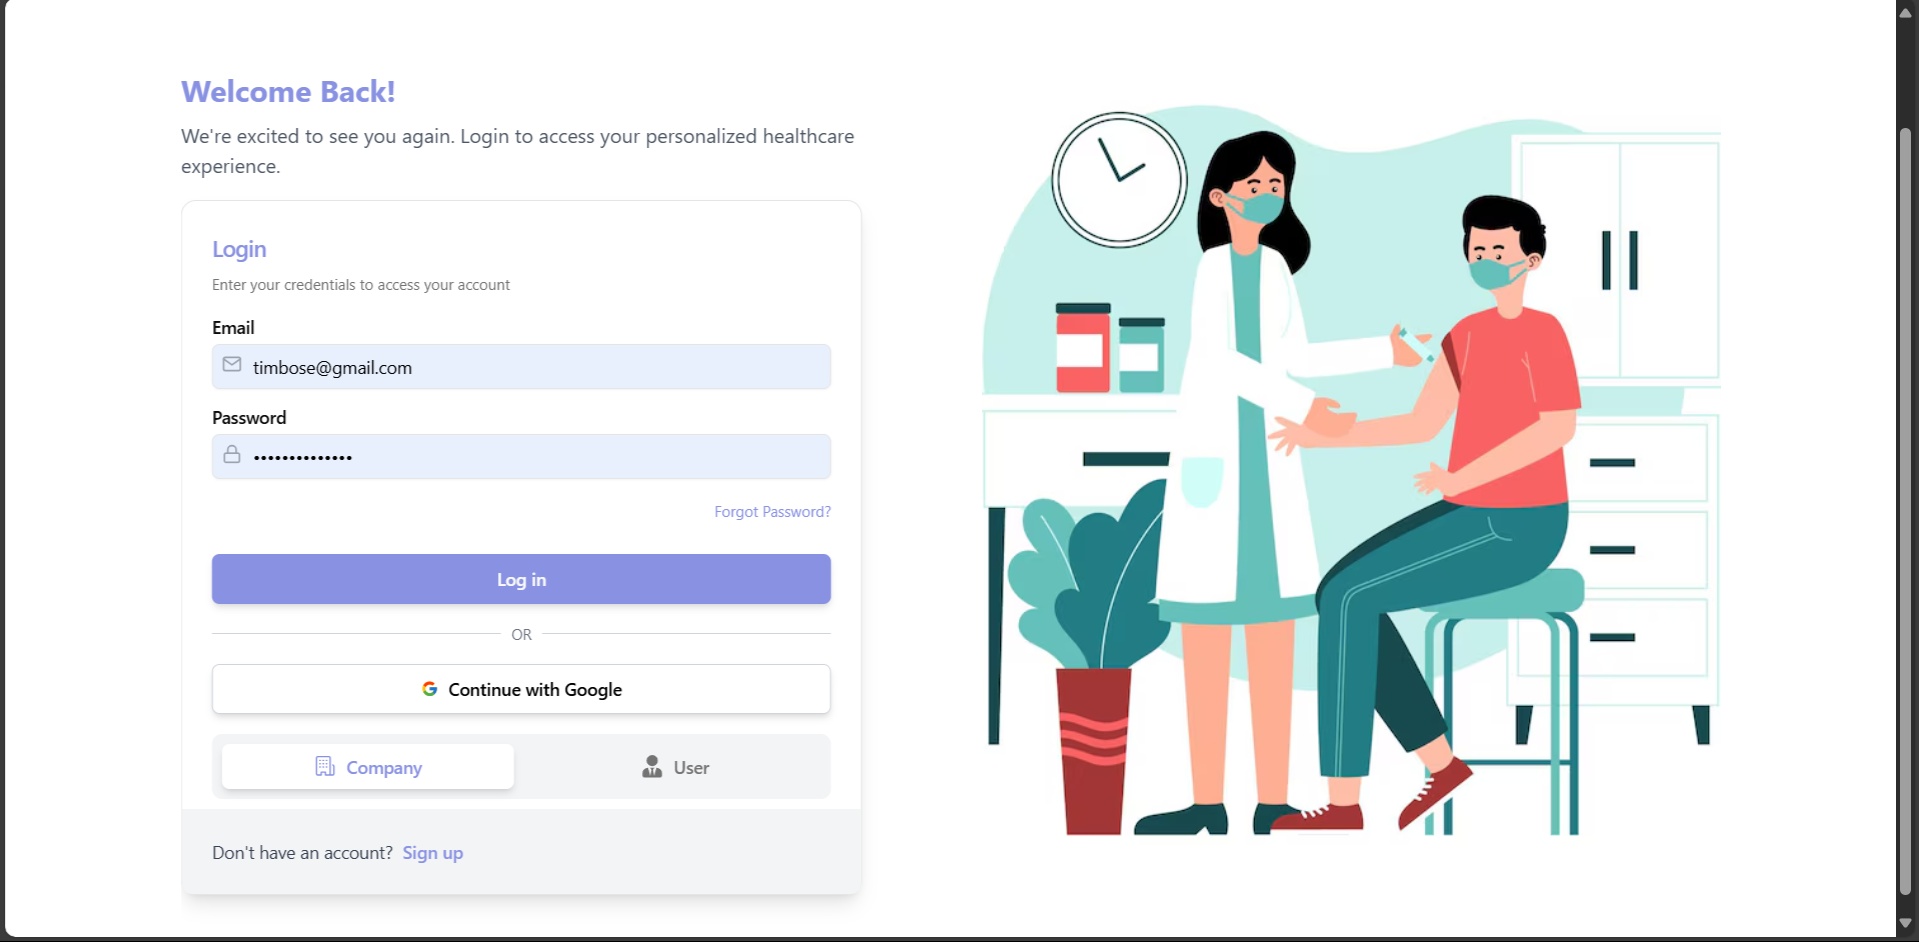 Welcome Back!
We're excited to see you again. Login to access your personalized healthcare
experience.
Login
Enter your credentials to access your account
Email
timbose@gmail.com
Password
••••••••••••••
Forgot Password?
Log in
OR
Continue with Google
Company
User
Don't have an account? Sign up